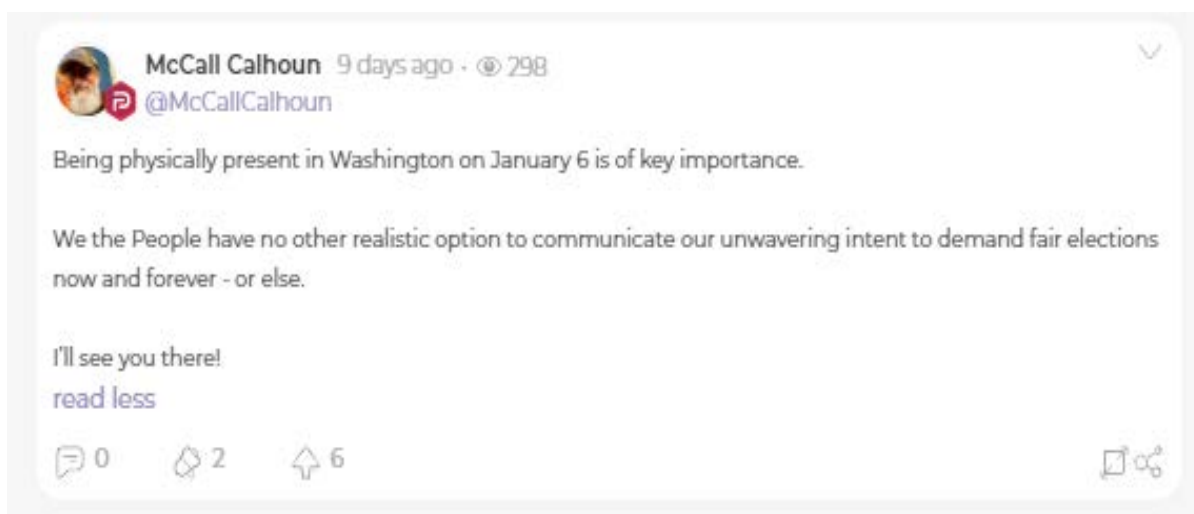 McCall Calhoun 9 days ago · 298
@McCallCalhoun
Being physically present in Washington on January 6 is of key importance.
We the People have no other realistic option to communicate our unwavering intent to demand fair elections
now and forever - or else.
I'll see you there!
read less
0 2 6